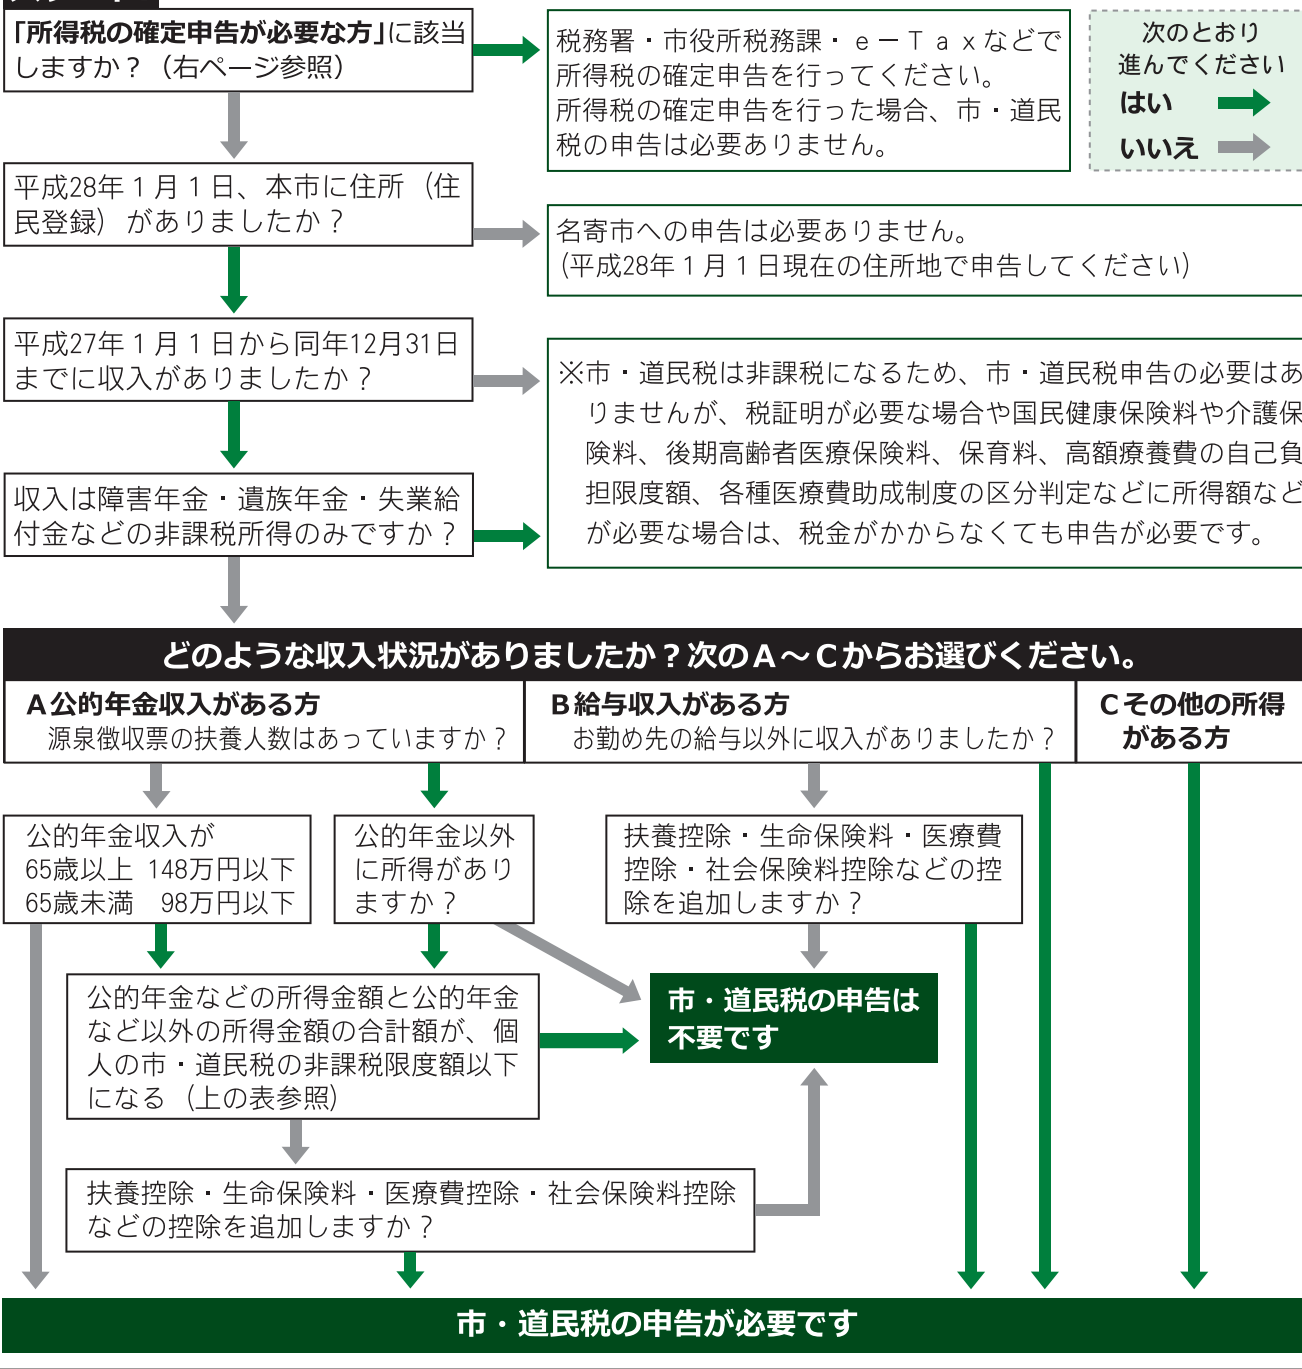 「所得税の確定申告が必要な方」に該当
しますか？（右ページ参照）
税務署・市役所税務課・ｅ－Ｔａｘなどで
所得税の確定申告を行ってください。
所得税の確定申告を行った場合、市・道民
税の申告は必要ありません。
次のとおり
進んでください
はい
いいえ
平成28年１月１日、本市に住所（住
民登録）がありましたか？
名寄市への申告は必要ありません。
（平成28年１月１日現在の住所地で申告してください）
平成27年１月１日から同年12月31日
までに収入がありましたか？
※市・道民税は非課税になるため、市・道民税申告の必要はあ
りませんが、税証明が必要な場合や国民健康保険料や介護保
険料、後期高齢者医療保険料、保育料、高額療養費の自己負
担限度額、各種医療費助成制度の区分判定などに所得額など
が必要な場合は、税金がかからなくても申告が必要です。
収入は障害年金・遺族年金・失業給
付金などの非課税所得のみですか？
どのような収入状況がありましたか？次のＡ～Ｃからお選びください。
Ａ公的年金収入がある方
源泉徴収票の扶養人数はあっていますか？
Ｂ給与収入がある方
お勤め先の給与以外に収入がありましたか？
Ｃその他の所得
がある方
公的年金収入が
65歳以上 148万円以下
65歳未満 98万円以下
公的年金以外
に所得があり
ますか？
扶養控除・生命保険料・医療費
控除・社会保険料控除などの控
除を追加しますか？
公的年金などの所得金額と公的年金
など以外の所得金額の合計額が、個
人の市・道民税の非課税限度額以下
になる（上の表参照）
市・道民税の申告は
不要です
扶養控除・生命保険料・医療費控除・社会保険料控除
などの控除を追加しますか？
市・道民税の申告が必要です